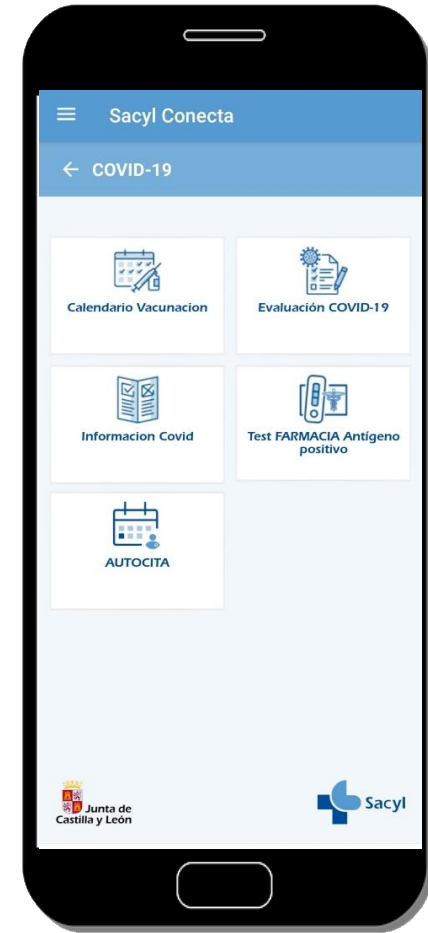 Sacyl Conecta
COVID-19
Calendario Vacunacion
Evaluación COVID-19
Informacion Covid
Test FARMACIA Antígeno
positivo
AUTOCITA
Junta de
Castilla y León
Sacyl